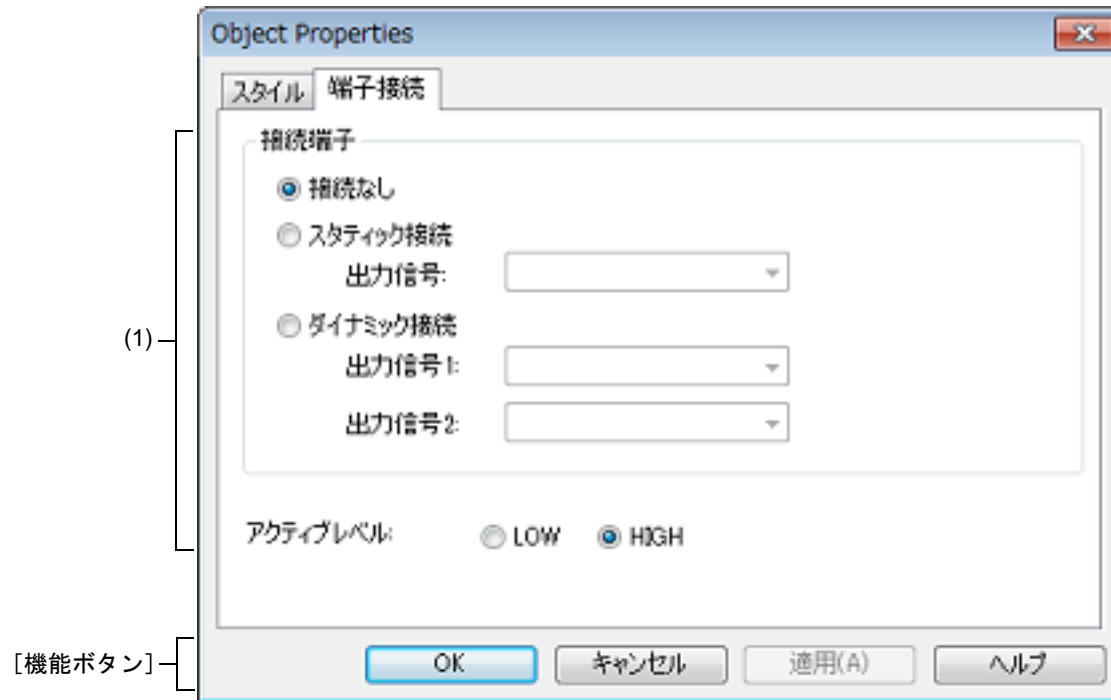 Object Properties
スタイル 端子接続
接続端子
接続なし
スタティック接続
出力信号:
(1)
ダイナミック接続
出力信号1:
出力信号2:
アクティブレベル: LOW HIGH
[機能ボタン] OK キャンセル 適用(A) ヘルプ